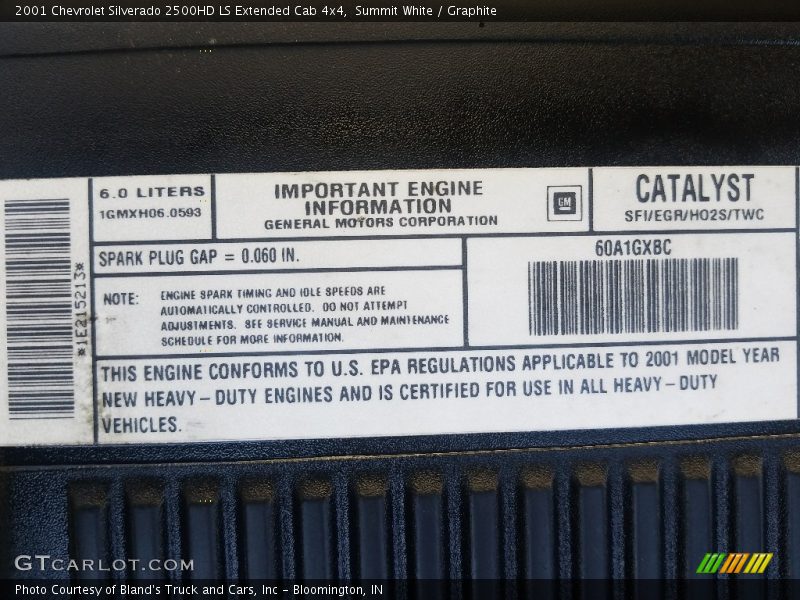 2001 Chevrolet Silverado 2500HD LS Extended Cab 4x4, Summit White / Graphite
*1E215213*
6.0 LITERS
1GMXH06.0593
IMPORTANT ENGINE
INFORMATION
GENERAL MOTORS CORPORATION
GM
CATALYST
SFI/EGR/HO2S/TWC
SPARK PLUG GAP = 0.060 IN.
60A1GXBC
NOTE: ENGINE SPARK TIMING AND IDLE SPEEDS ARE
AUTOMATICALLY CONTROLLED. DO NOT ATTEMPT
ADJUSTMENTS. SEE SERVICE MANUAL AND MAINTENANCE
SCHEDULE FOR MORE INFORMATION.
THIS ENGINE CONFORMS TO U.S. EPA REGULATIONS APPLICABLE TO 2001 MODEL YEAR
NEW HEAVY-DUTY ENGINES AND IS CERTIFIED FOR USE IN ALL HEAVY-DUTY
VEHICLES.
GTCARLOT.COM
Photo Courtesy of Bland's Truck and Cars, Inc - Bloomington, IN